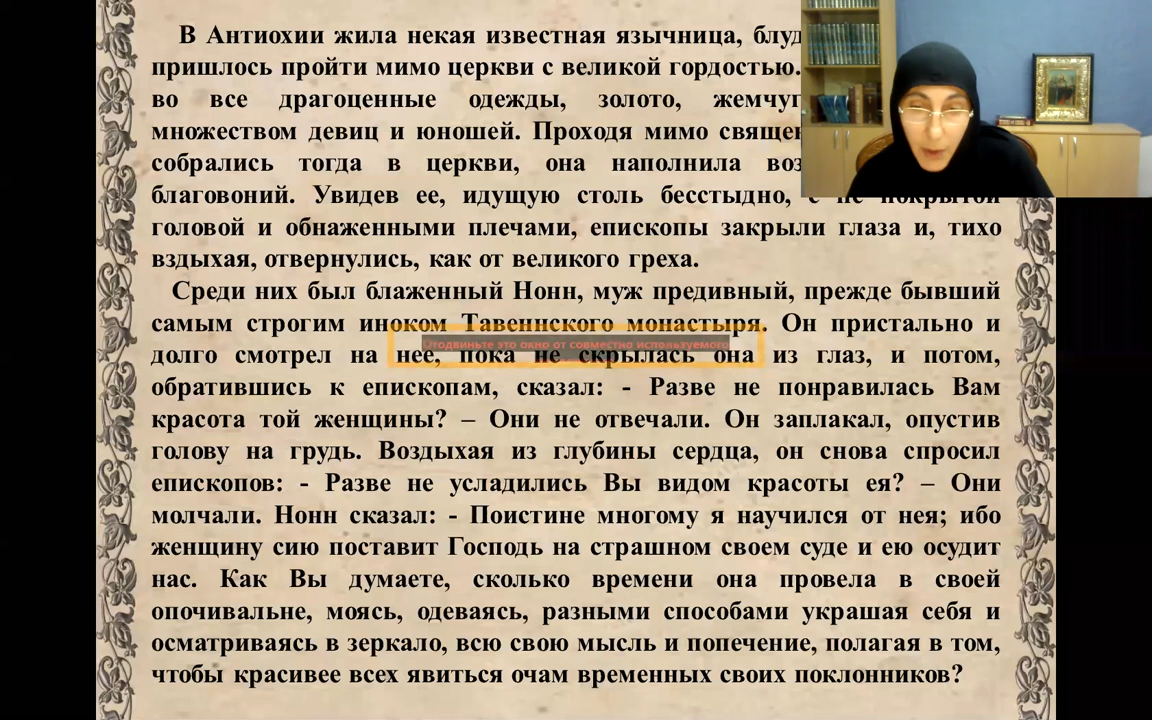 В Антиохии жила некая известная язычница,
пришлось пройти мимо церкви с великой гордостью.
во все драгоценные одежды, золото,
множеством девиц и юношей. Проходя мимо
собрались тогда в церкви, она наполнила
благовоний. Увидев ее, идущую столь бесстыдно, с не покрытой
головой и обнаженными плечами, епископы закрыли глаза и, тихо
вздыхая, отвернулись, как от великого греха.
Среди них был блаженный Нонн, муж предивный, прежде бывший
самым строгим иноком Тавеннского монастыря. Он пристально и
Отодвиньте это окно от совместно используемого
долго смотрел на нее, пока не скрылась она из глаз, и потом,
обратившись к епископам, сказал: - Разве не понравилась Вам
красота той женщины? – Они не отвечали. Он заплакал, опустив
голову на грудь. Воздыхая из глубины сердца, он снова спросил
епископов: - Разве не усладились Вы видом красоты ея? – Они
молчали. Нонн сказал: - Поистине многому я научился от нея; ибо
женщину сию поставит Господь на страшном своем суде и ею осудит
нас. Как Вы думаете, сколько времени она провела в своей
опочивальне, моясь, одеваясь, разными способами украшая себя и
осматриваясь в зеркало, всю свою мысль и попечение, полагая в том,
чтобы красивее всех явиться очам временных своих поклонников?